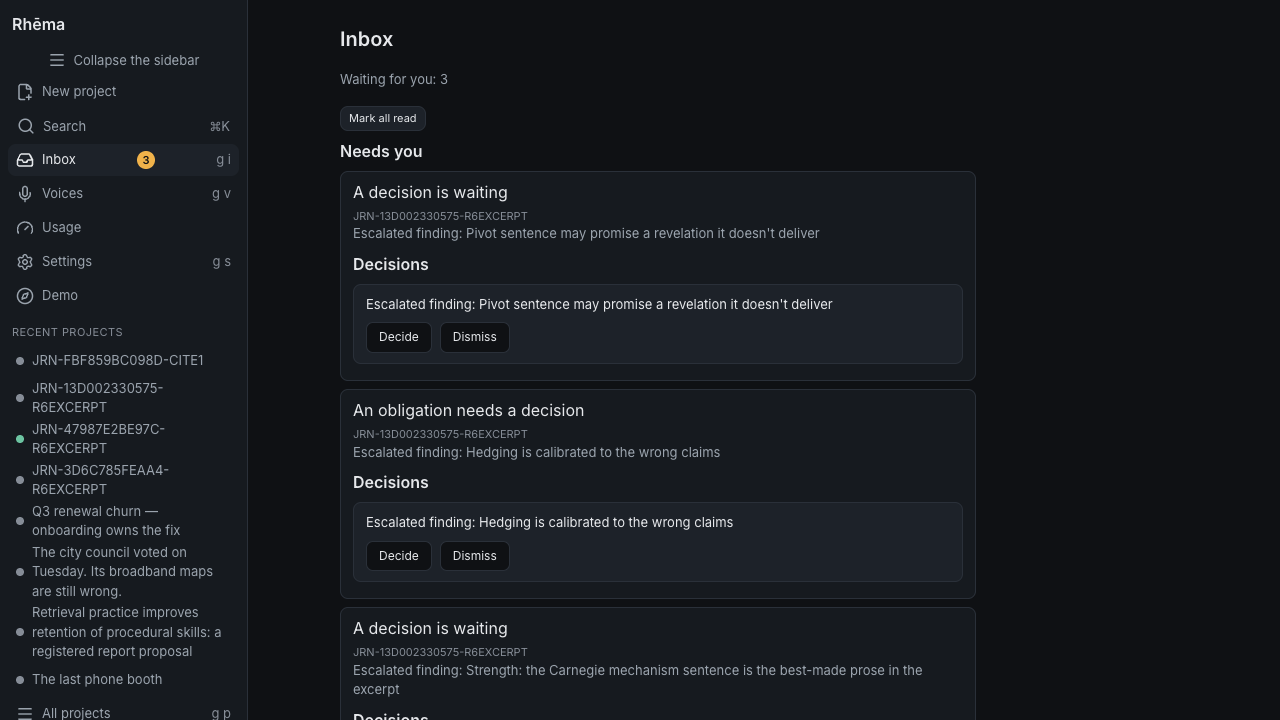 Rhēma
Collapse the sidebar
New project
Search ⌘K
Inbox 3 g i
Voices g v
Usage
Settings g s
Demo
RECENT PROJECTS
JRN-FBF859BC098D-CITE1
JRN-13D002330575-
R6EXCERPT
JRN-47987E2BE97C-
R6EXCERPT
JRN-3D6C785FEAA4-
R6EXCERPT
Q3 renewal churn —
onboarding owns the fix
The city council voted on
Tuesday. Its broadband maps
are still wrong.
Retrieval practice improves
retention of procedural skills: a
registered report proposal
The last phone booth
All projects g p
Inbox
Waiting for you: 3
Mark all read
Needs you
A decision is waiting
JRN-13D002330575-R6EXCERPT
Escalated finding: Pivot sentence may promise a revelation it doesn't deliver
Decisions
Escalated finding: Pivot sentence may promise a revelation it doesn't deliver
Decide Dismiss
An obligation needs a decision
JRN-13D002330575-R6EXCERPT
Escalated finding: Hedging is calibrated to the wrong claims
Decisions
Escalated finding: Hedging is calibrated to the wrong claims
Decide Dismiss
A decision is waiting
JRN-13D002330575-R6EXCERPT
Escalated finding: Strength: the Carnegie mechanism sentence is the best-made prose in the
excerpt
Decisions